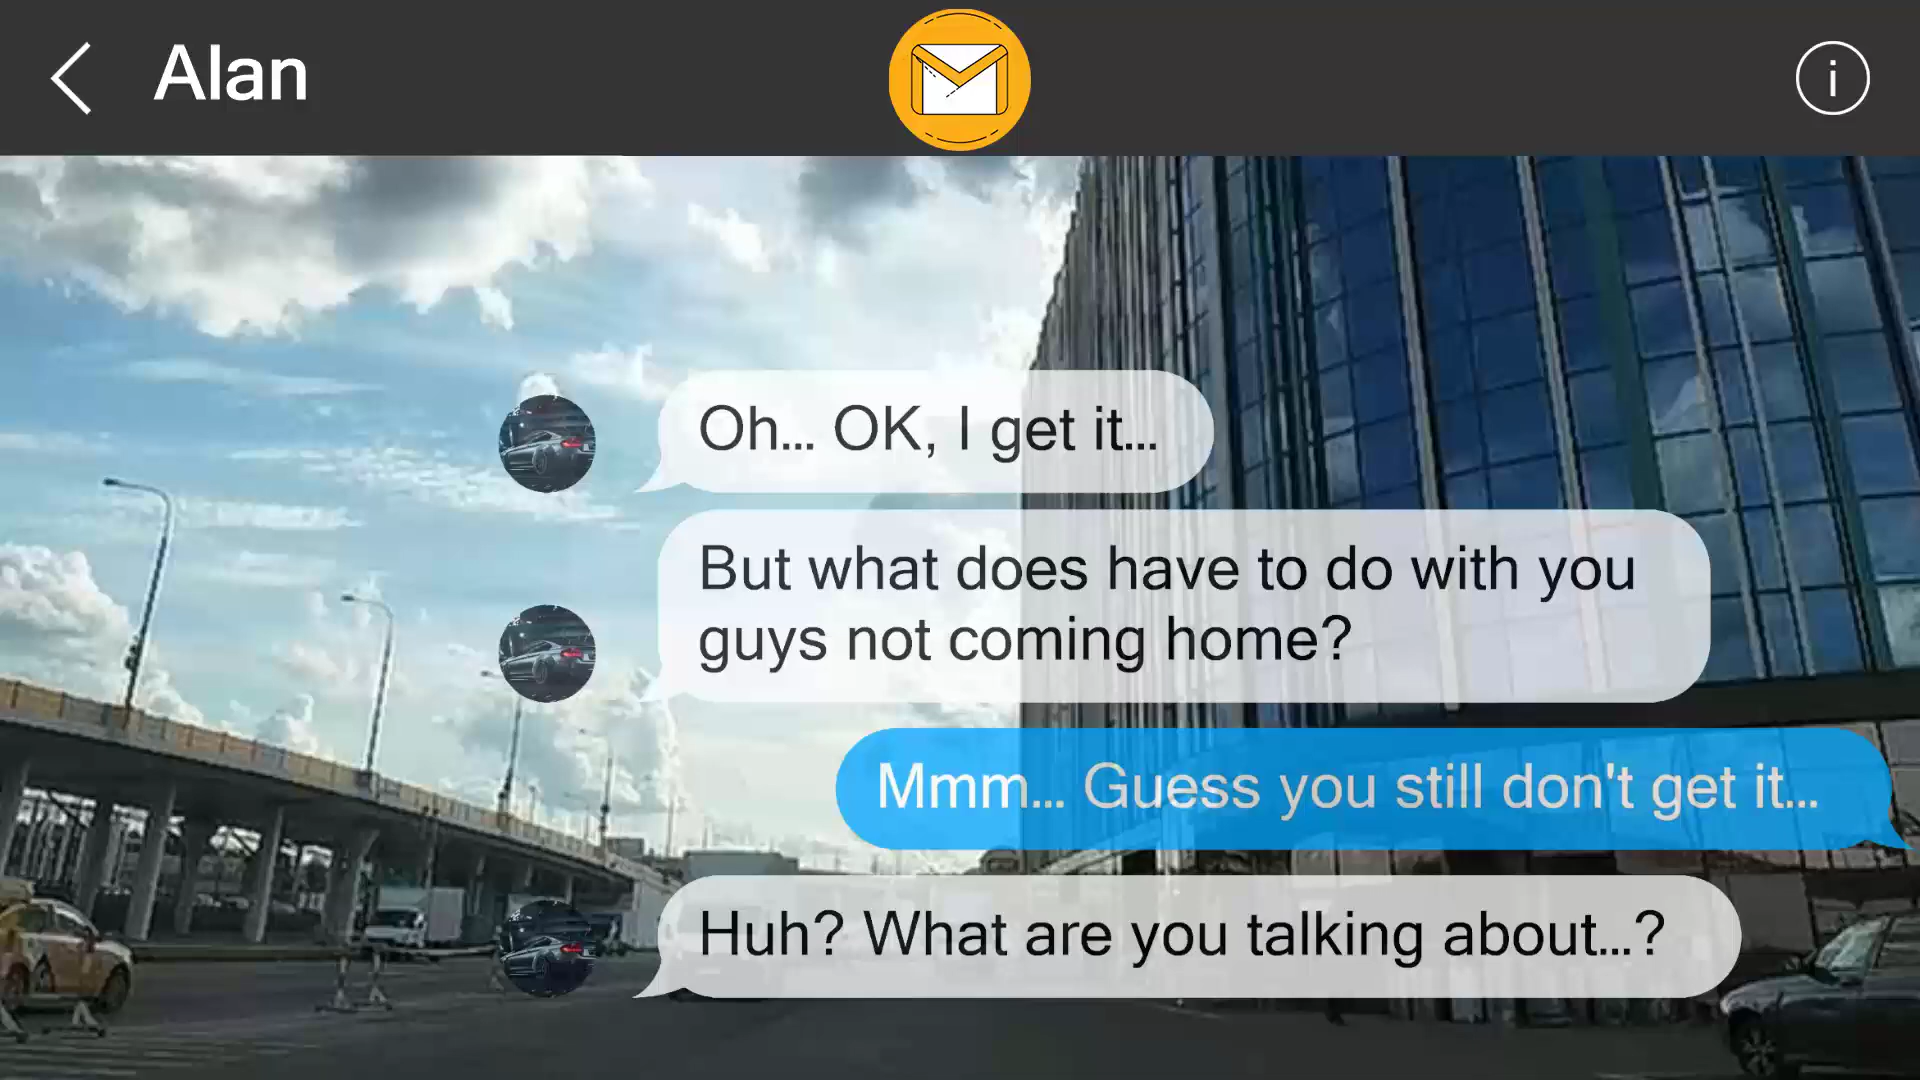 Alan
Oh... OK, I get it...
But what does have to do with you
guys not coming home?
Mmm... Guess you still don't get it...
Huh? What are you talking about...?